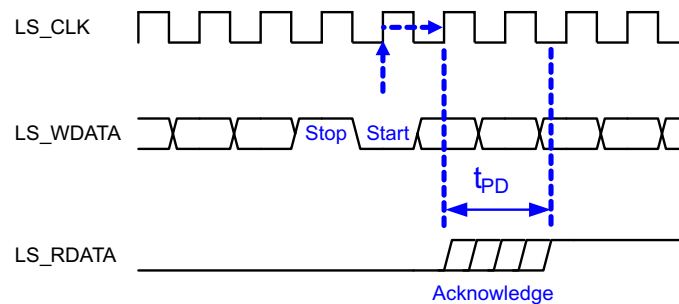 LS_CLK
LS_WDATA
Stop
Start
tPD
LS_RDATA
Acknowledge